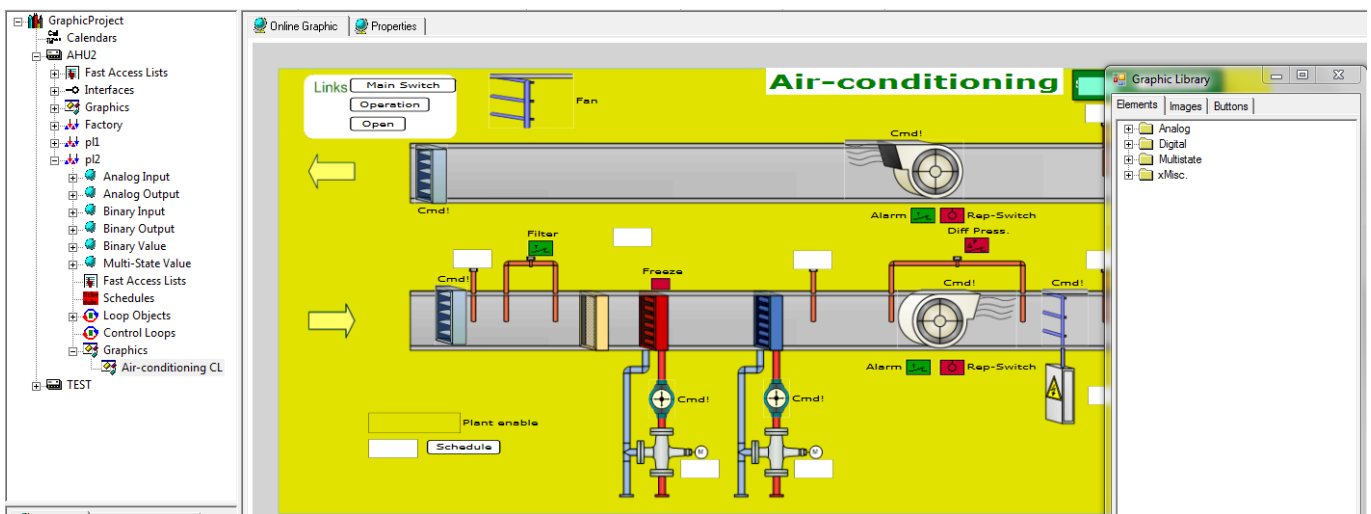 GraphicProject
Calendars
AHU2
Fast Access Lists
Interfaces
Graphics
Factory
pl1
pl2
Analog Input
Analog Output
Binary Input
Binary Output
Binary Value
Multi-State Value
Fast Access Lists
Schedules
Loop Objects
Control Loops
Graphics
Air-conditioning CL
TEST
Online Graphic
Properties
Links
Main Switch
Operation
Open
Fan
Air-conditioning
Cmd!
Cmd!
Alarm
Rep-Switch
Filter
Diff Press.
Cmd!
Freeze
Cmd!
Cmd!
Alarm
Rep-Switch
Cmd!
Cmd!
Plant enable
Schedule
M
M
Graphic Library
Elements
Images
Buttons
Analog
Digital
Multistate
xMisc.